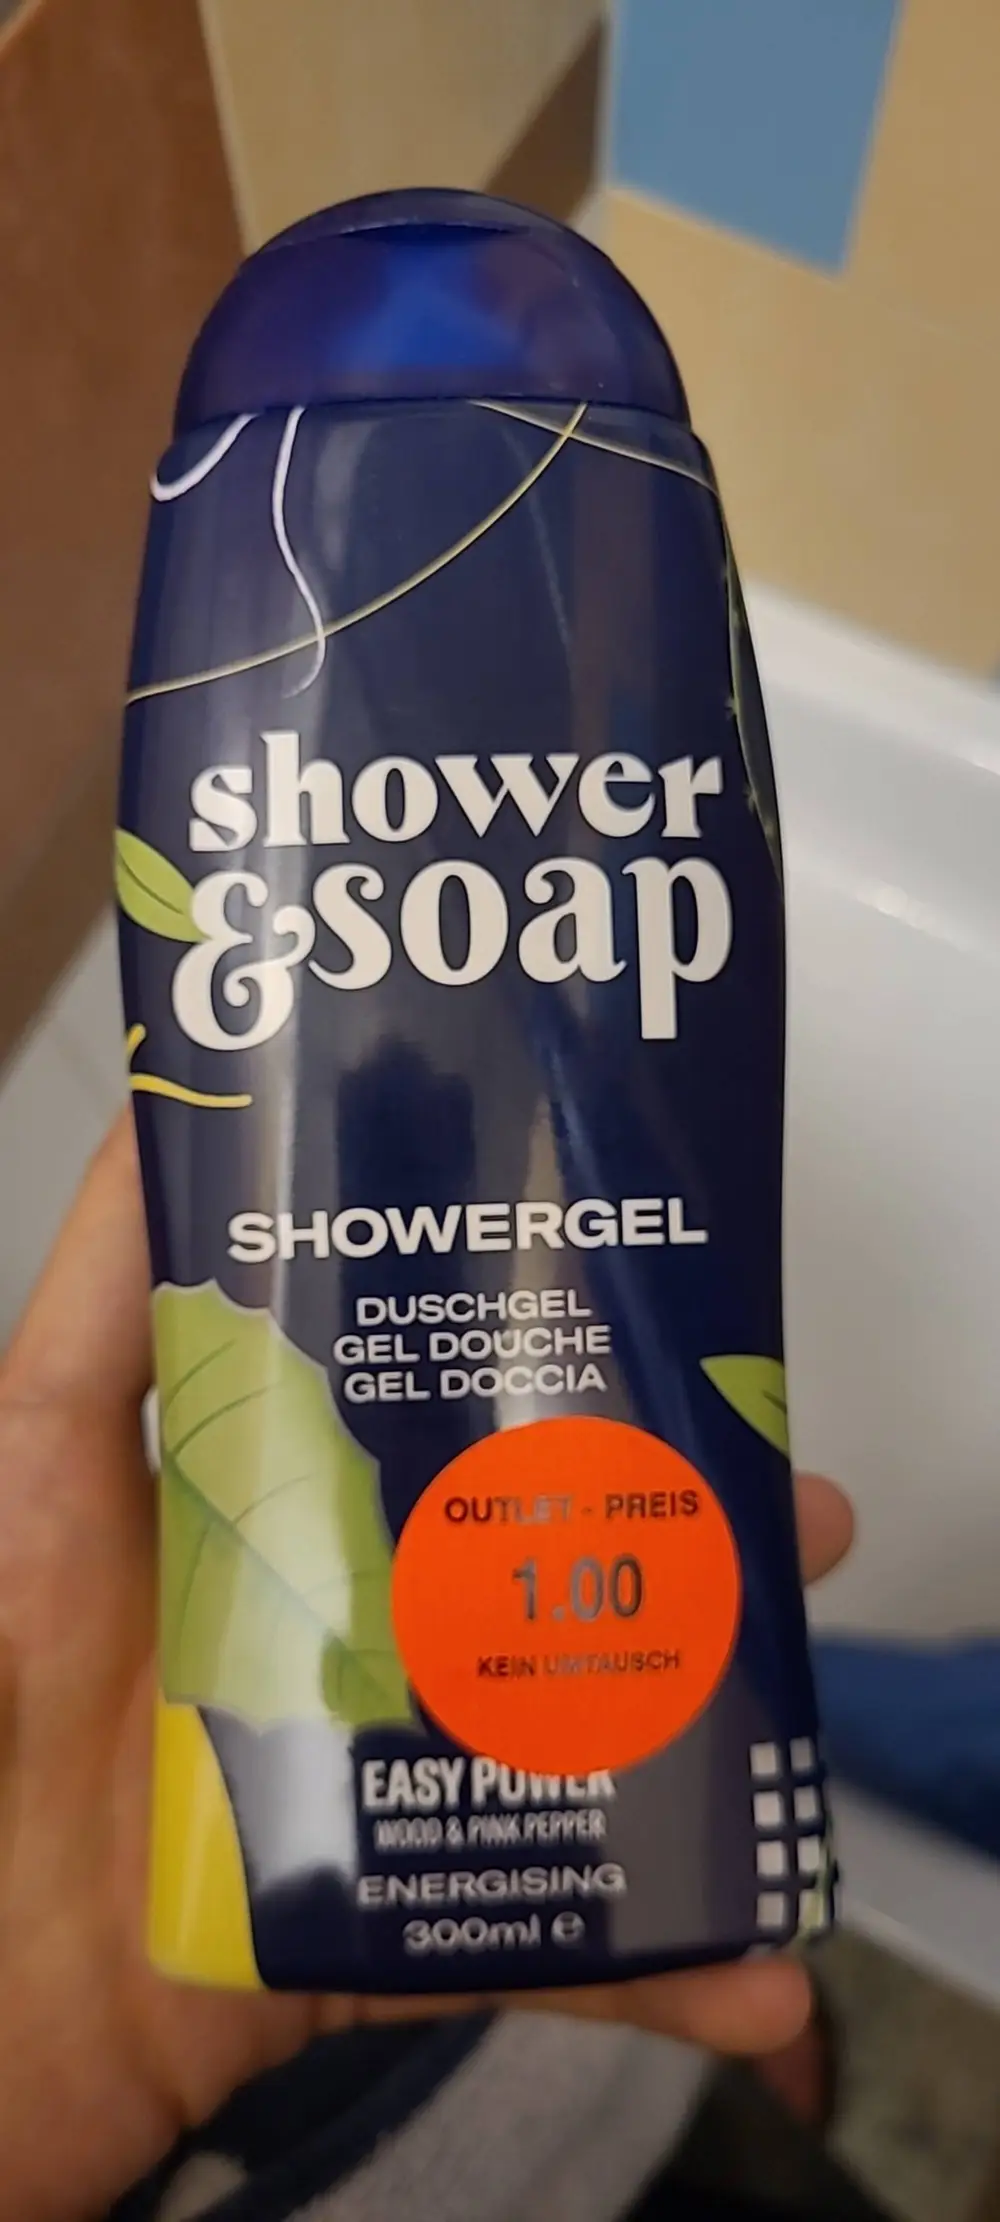 shower
&soap
SHOWERGEL
DUSCHGEL
GEL DOUCHE
GEL DOCCIA
OUTLET - PREIS
1.00
KEIN UMTAUSCH
EASY POWER
WOOD & PINK PEPPER
ENERGISING
300ml e